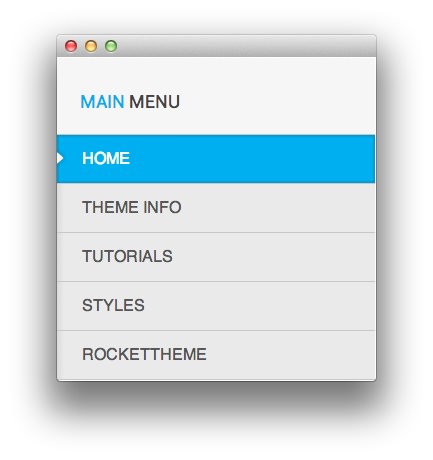 MAIN MENU
HOME
THEME INFO
TUTORIALS
STYLES
ROCKETTHEME